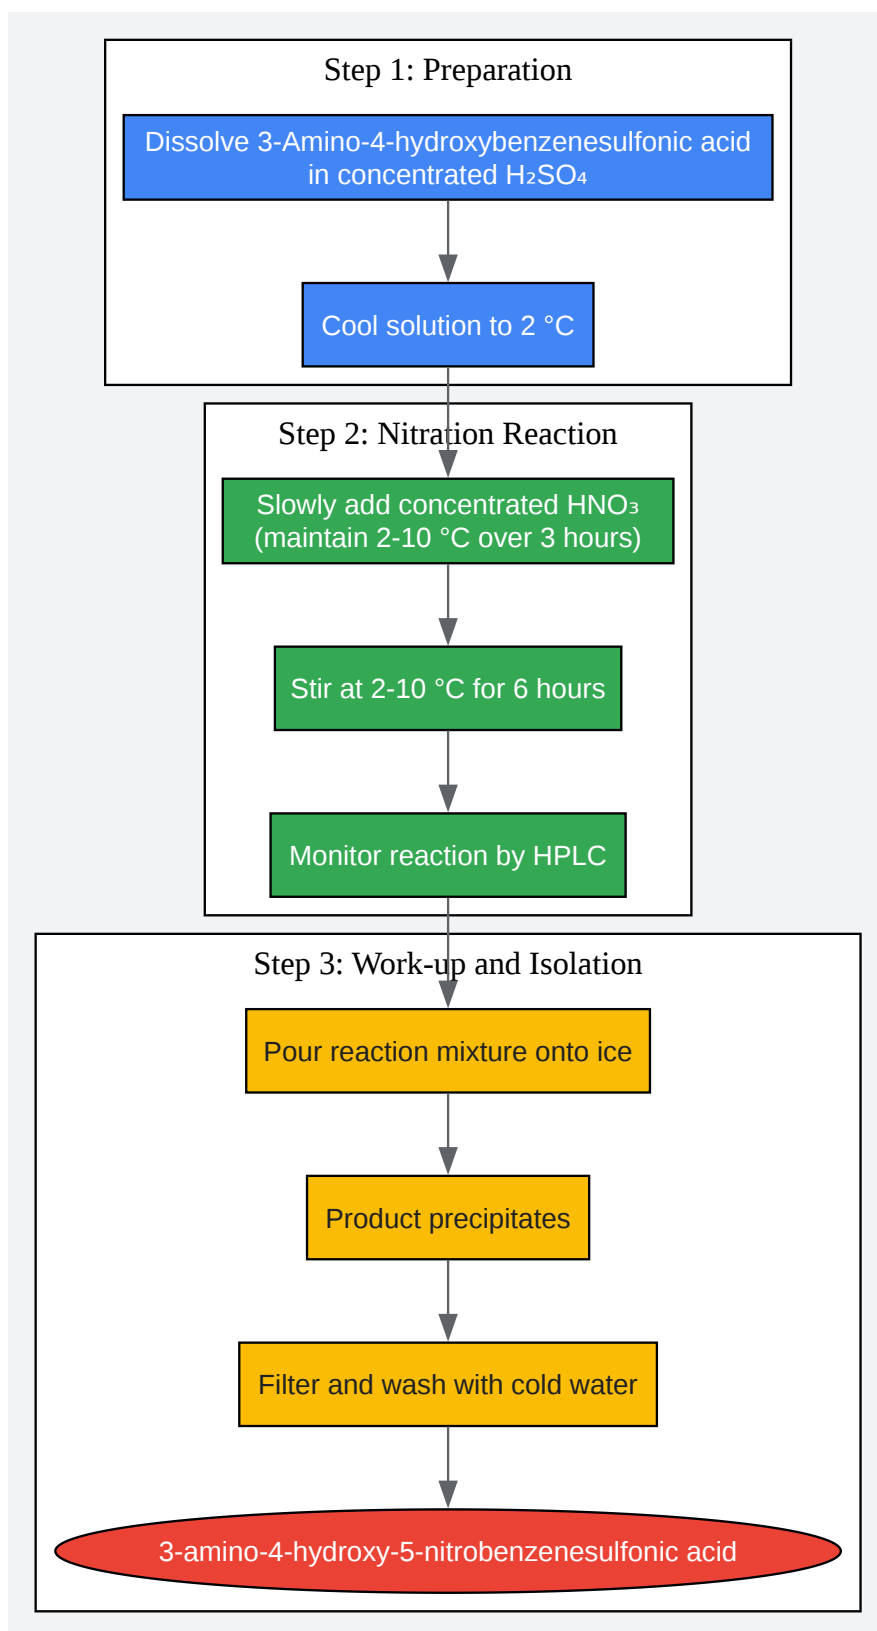 Step 1: Preparation
Dissolve 3-Amino-4-hydroxybenzenesulfonic acid
in concentrated H₂SO₄
Cool solution to 2 °C
Step 2: Nitration Reaction
Slowly add concentrated HNO₃
(maintain 2-10 °C over 3 hours)
Stir at 2-10 °C for 6 hours
Monitor reaction by HPLC
Step 3: Work-up and Isolation
Pour reaction mixture onto ice
Product precipitates
Filter and wash with cold water
3-amino-4-hydroxy-5-nitrobenzenesulfonic acid